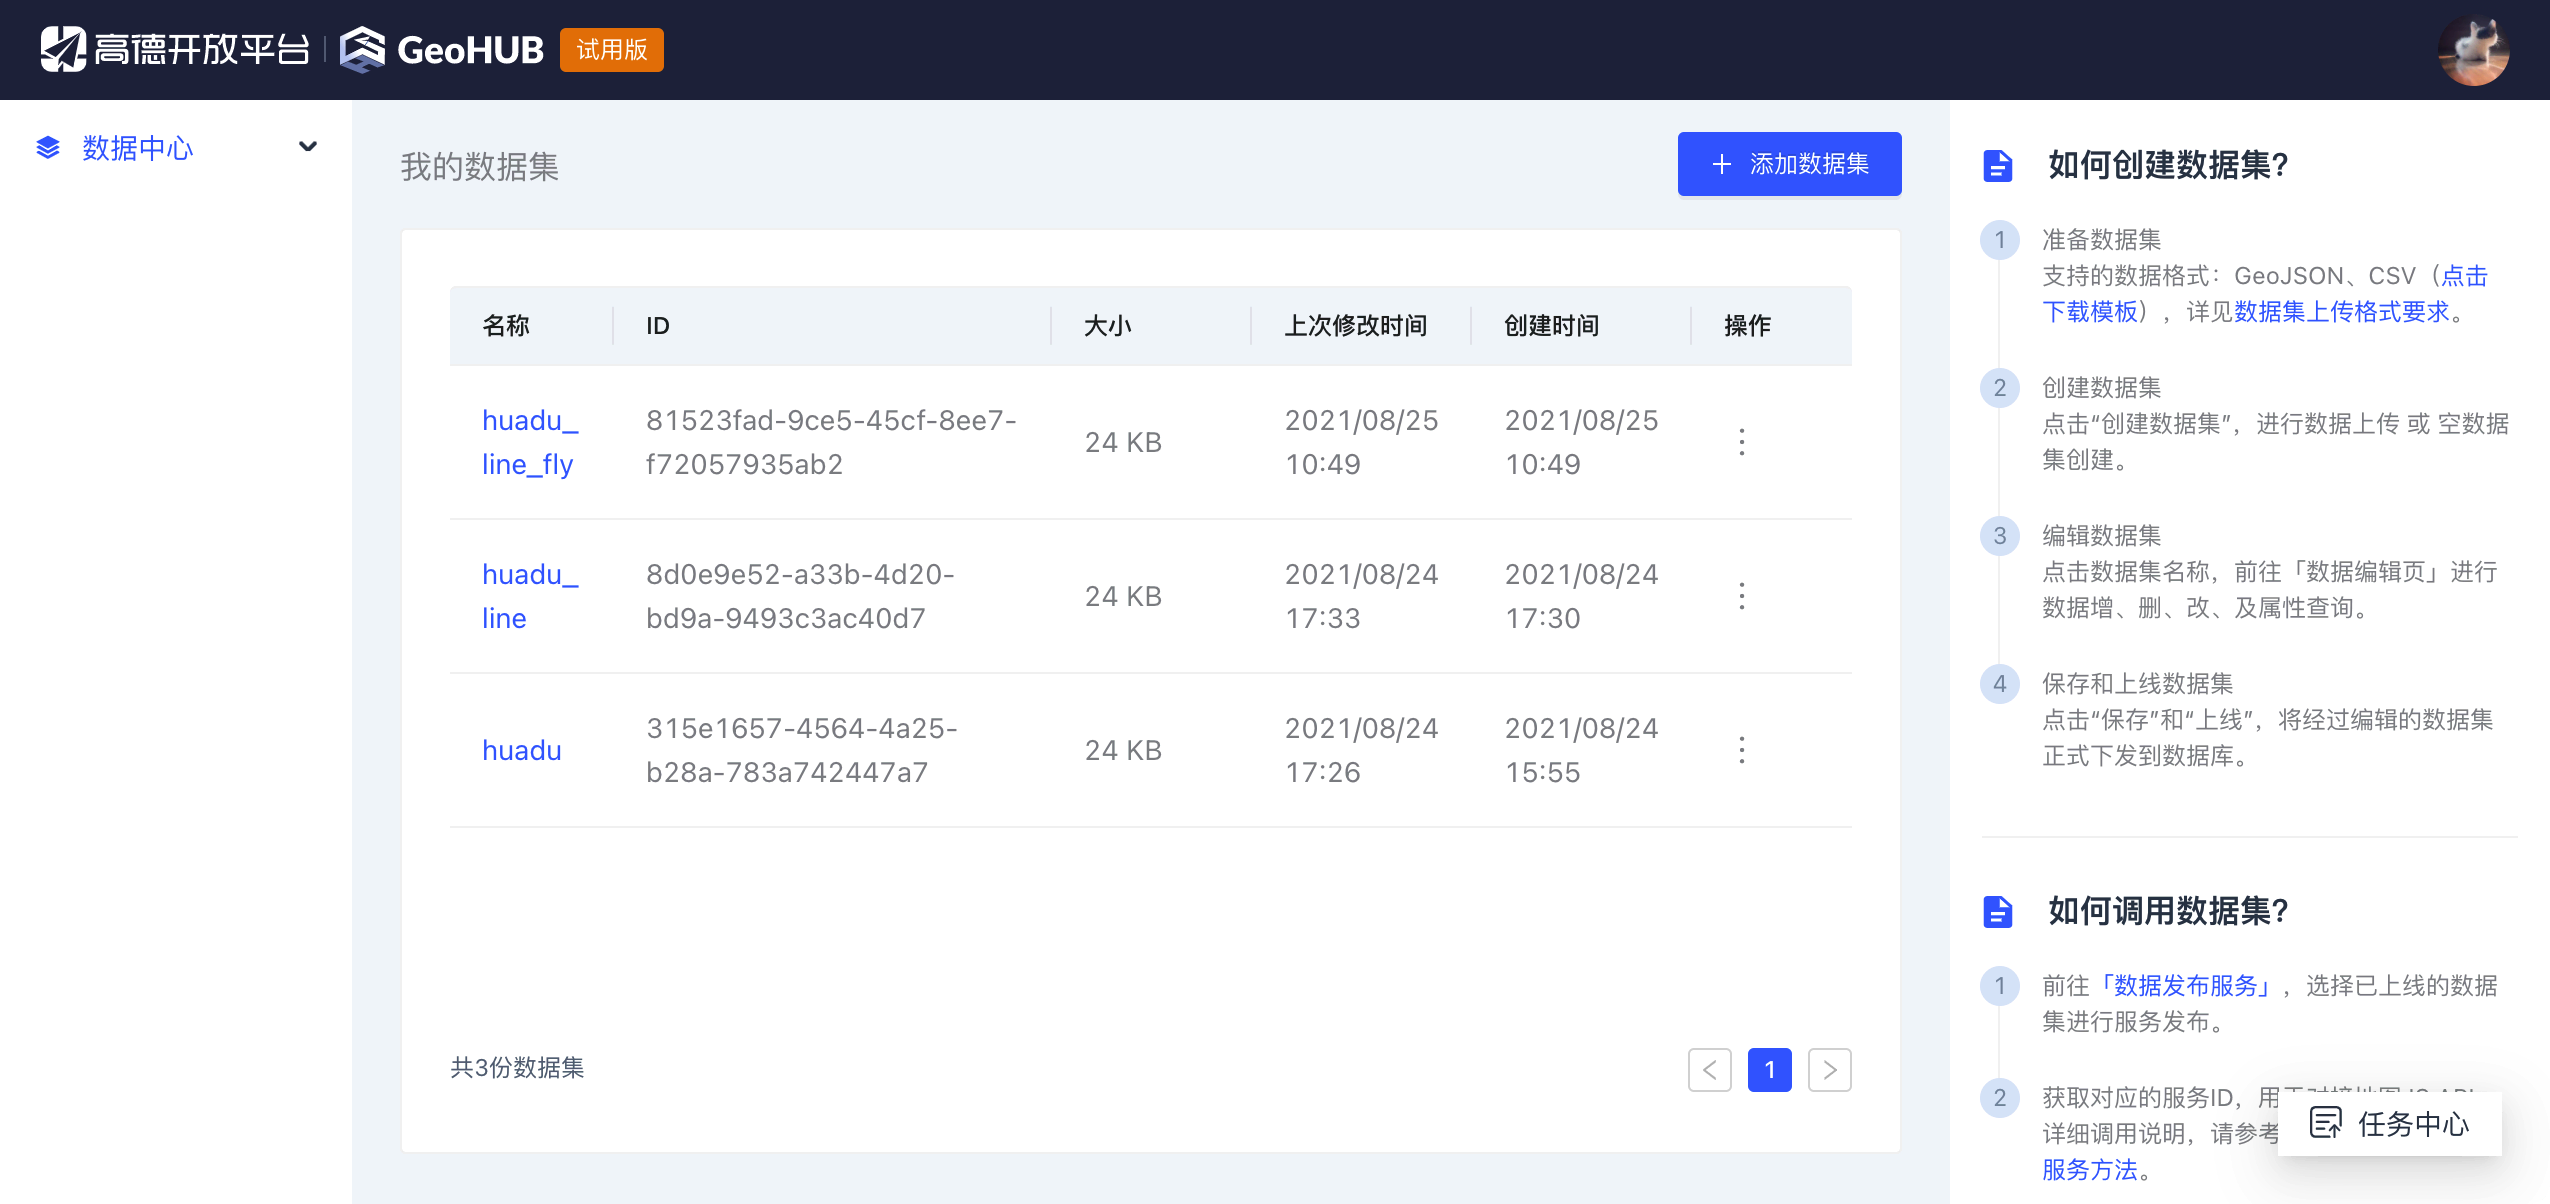 高德开放平台 GeoHUB 试用版
数据中心
我的数据集
添加数据集
名称 ID 大小 上次修改时间 创建时间 操作
huadu_
line_fly
81523fad-9ce5-45cf-8ee7-
f72057935ab2
24 KB
2021/08/25
10:49
2021/08/25
10:49
huadu_
line
8d0e9e52-a33b-4d20-
bd9a-9493c3ac40d7
24 KB
2021/08/24
17:33
2021/08/24
17:30
huadu
315e1657-4564-4a25-
b28a-783a742447a7
24 KB
2021/08/24
17:26
2021/08/24
15:55
共3份数据集
1
如何创建数据集?
1 准备数据集
支持的数据格式：GeoJSON、CSV（点击
下载模板），详见数据集上传格式要求。
2 创建数据集
点击“创建数据集”，进行数据上传 或 空数据
集创建。
3 编辑数据集
点击数据集名称，前往「数据编辑页」进行
数据增、删、改、及属性查询。
4 保存和上线数据集
点击“保存”和“上线”，将经过编辑的数据集
正式下发到数据库。
如何调用数据集?
1 前往「数据发布服务」，选择已上线的数据
集进行服务发布。
2 获取对应的服务ID，用
详细调用说明，请参考
服务方法。
任务中心